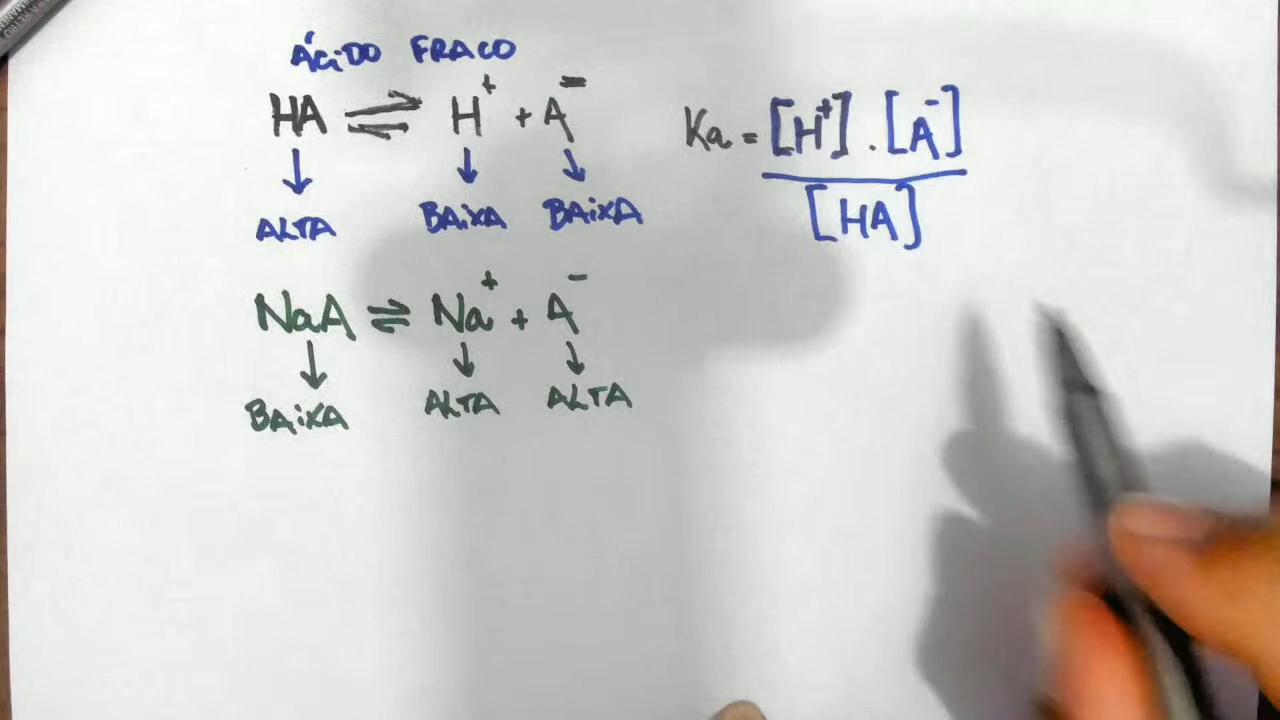 ÁCIDO FRACO
HA ⇌ H⁺ + A⁻
ALTA BAIXA BAIXA
Ka = [H⁺] . [A⁻]
[HA]
NaA ⇌ Na⁺ + A⁻
BAIXA ALTA ALTA